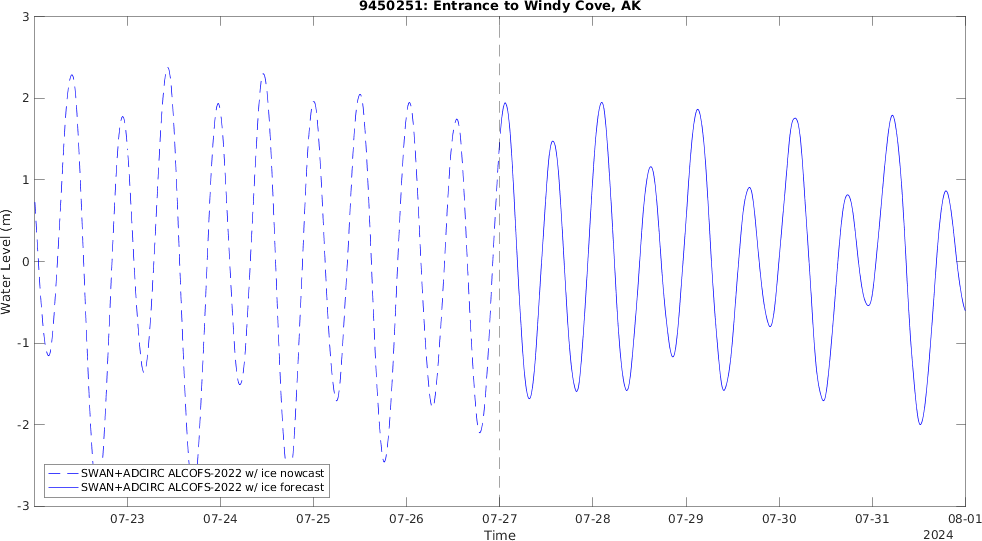 9450251: Entrance to Windy Cove, AK
3
2
1
0
-1
-2
-3
Water Level (m)
SWAN+ADCIRC ALCOFS-2022 w/ ice nowcast
SWAN+ADCIRC ALCOFS-2022 w/ ice forecast
07-23 07-24 07-25 07-26 07-27 07-28 07-29 07-30 07-31 08-01
Time
2024